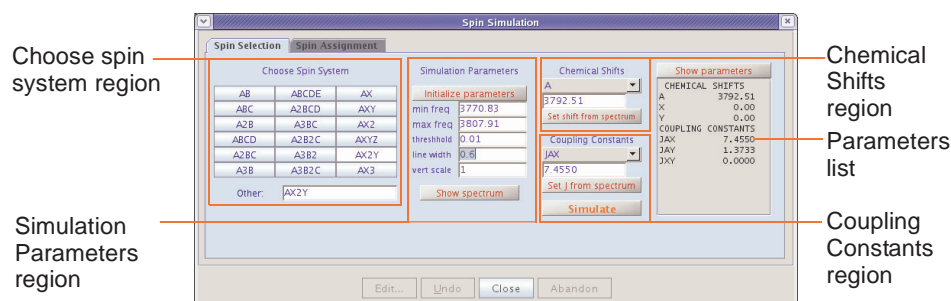 Spin Simulation
Spin Selection Spin Assignment
Choose spin
system region
Choose Spin System
AB ABCDE AX
ABC A2BCD AXY
A2B A3BC AX2
ABCD A2B2C AXYZ
A2BC A3B2 AX2Y
A3B A3B2C AX3
Other: AX2Y
Simulation Parameters
Initialize parameters
min freq 3770.83
max freq 3807.91
threshhold 0.01
line width 0.6
vert scale 1
Show spectrum
Chemical Shifts
A
3792.51
Set shift from spectrum
Coupling Constants
JAX
7.4550
Set J from spectrum
Simulate
Show parameters
CHEMICAL SHIFTS
A 3792.51
X 0.00
Y 0.00
COUPLING CONSTANTS
JAX 7.4550
JAY 1.3733
JXY 0.0000
Chemical
Shifts
region
Parameters
list
Simulation
Parameters
region
Coupling
Constants
region
Edit... Undo Close Abandon